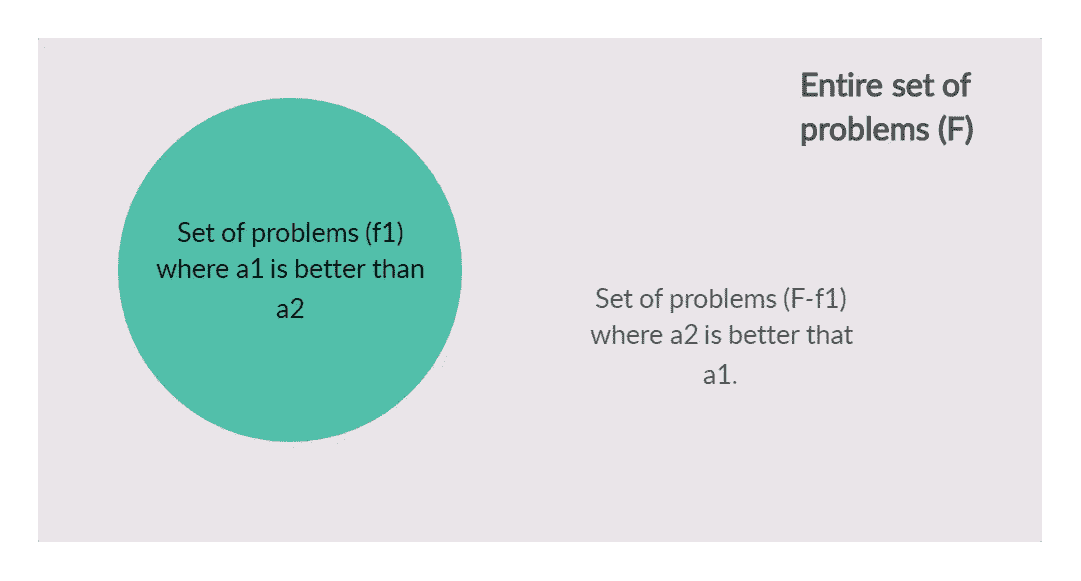 Entire set of
problems (F)
Set of problems (f1)
where a1 is better than
a2
Set of problems (F-f1)
where a2 is better that
a1.